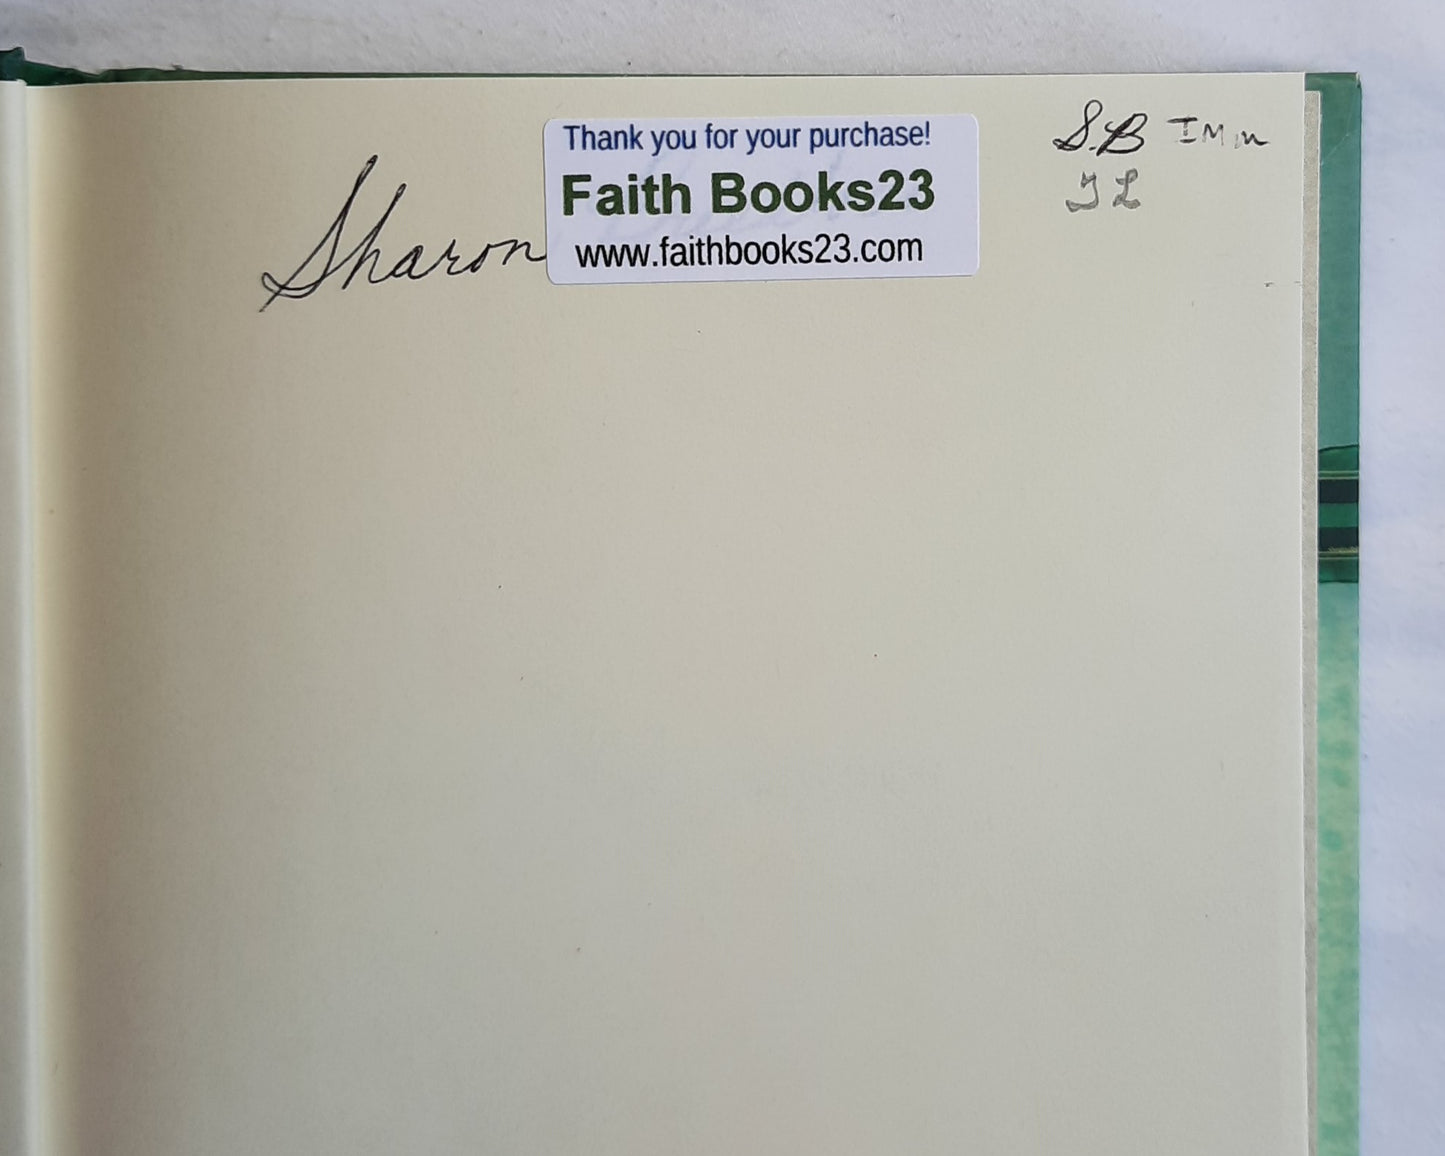 Thank you for your purchase!
Faith Books23
www.faithbooks23.com
Sharon
S.B